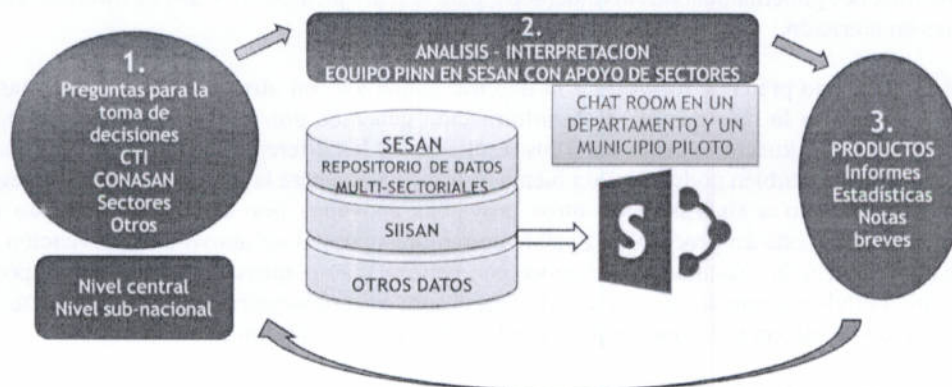 1.
Preguntas para la
toma de
decisiones
CTI
CONASAN
Sectores
Otros
Nivel central
Nivel sub-nacional
2.
ANALISIS - INTERPRETACION
EQUIPO PINN EN SESAN CON APOYO DE SECTORES
CHAT ROOM EN UN
DEPARTAMENTO Y UN
MUNICIPIO PILOTO
SESAN
REPOSITORIO DE DATOS
MULTI-SECTORIALES
SIISAN
OTROS DATOS
S
3.
PRODUCTOS
Informes
Estadísticas
Notas
breves